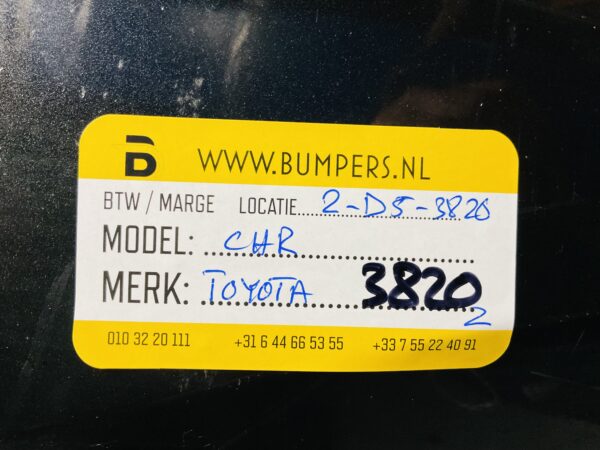 B WWW.BUMPERS.NL
BTW / MARGE LOCATIE 2-D5-3820
MODEL: CHR
MERK: TOYOTA 3820
2
010 32 20 111 +31 6 44 66 53 55 +33 7 55 22 40 91